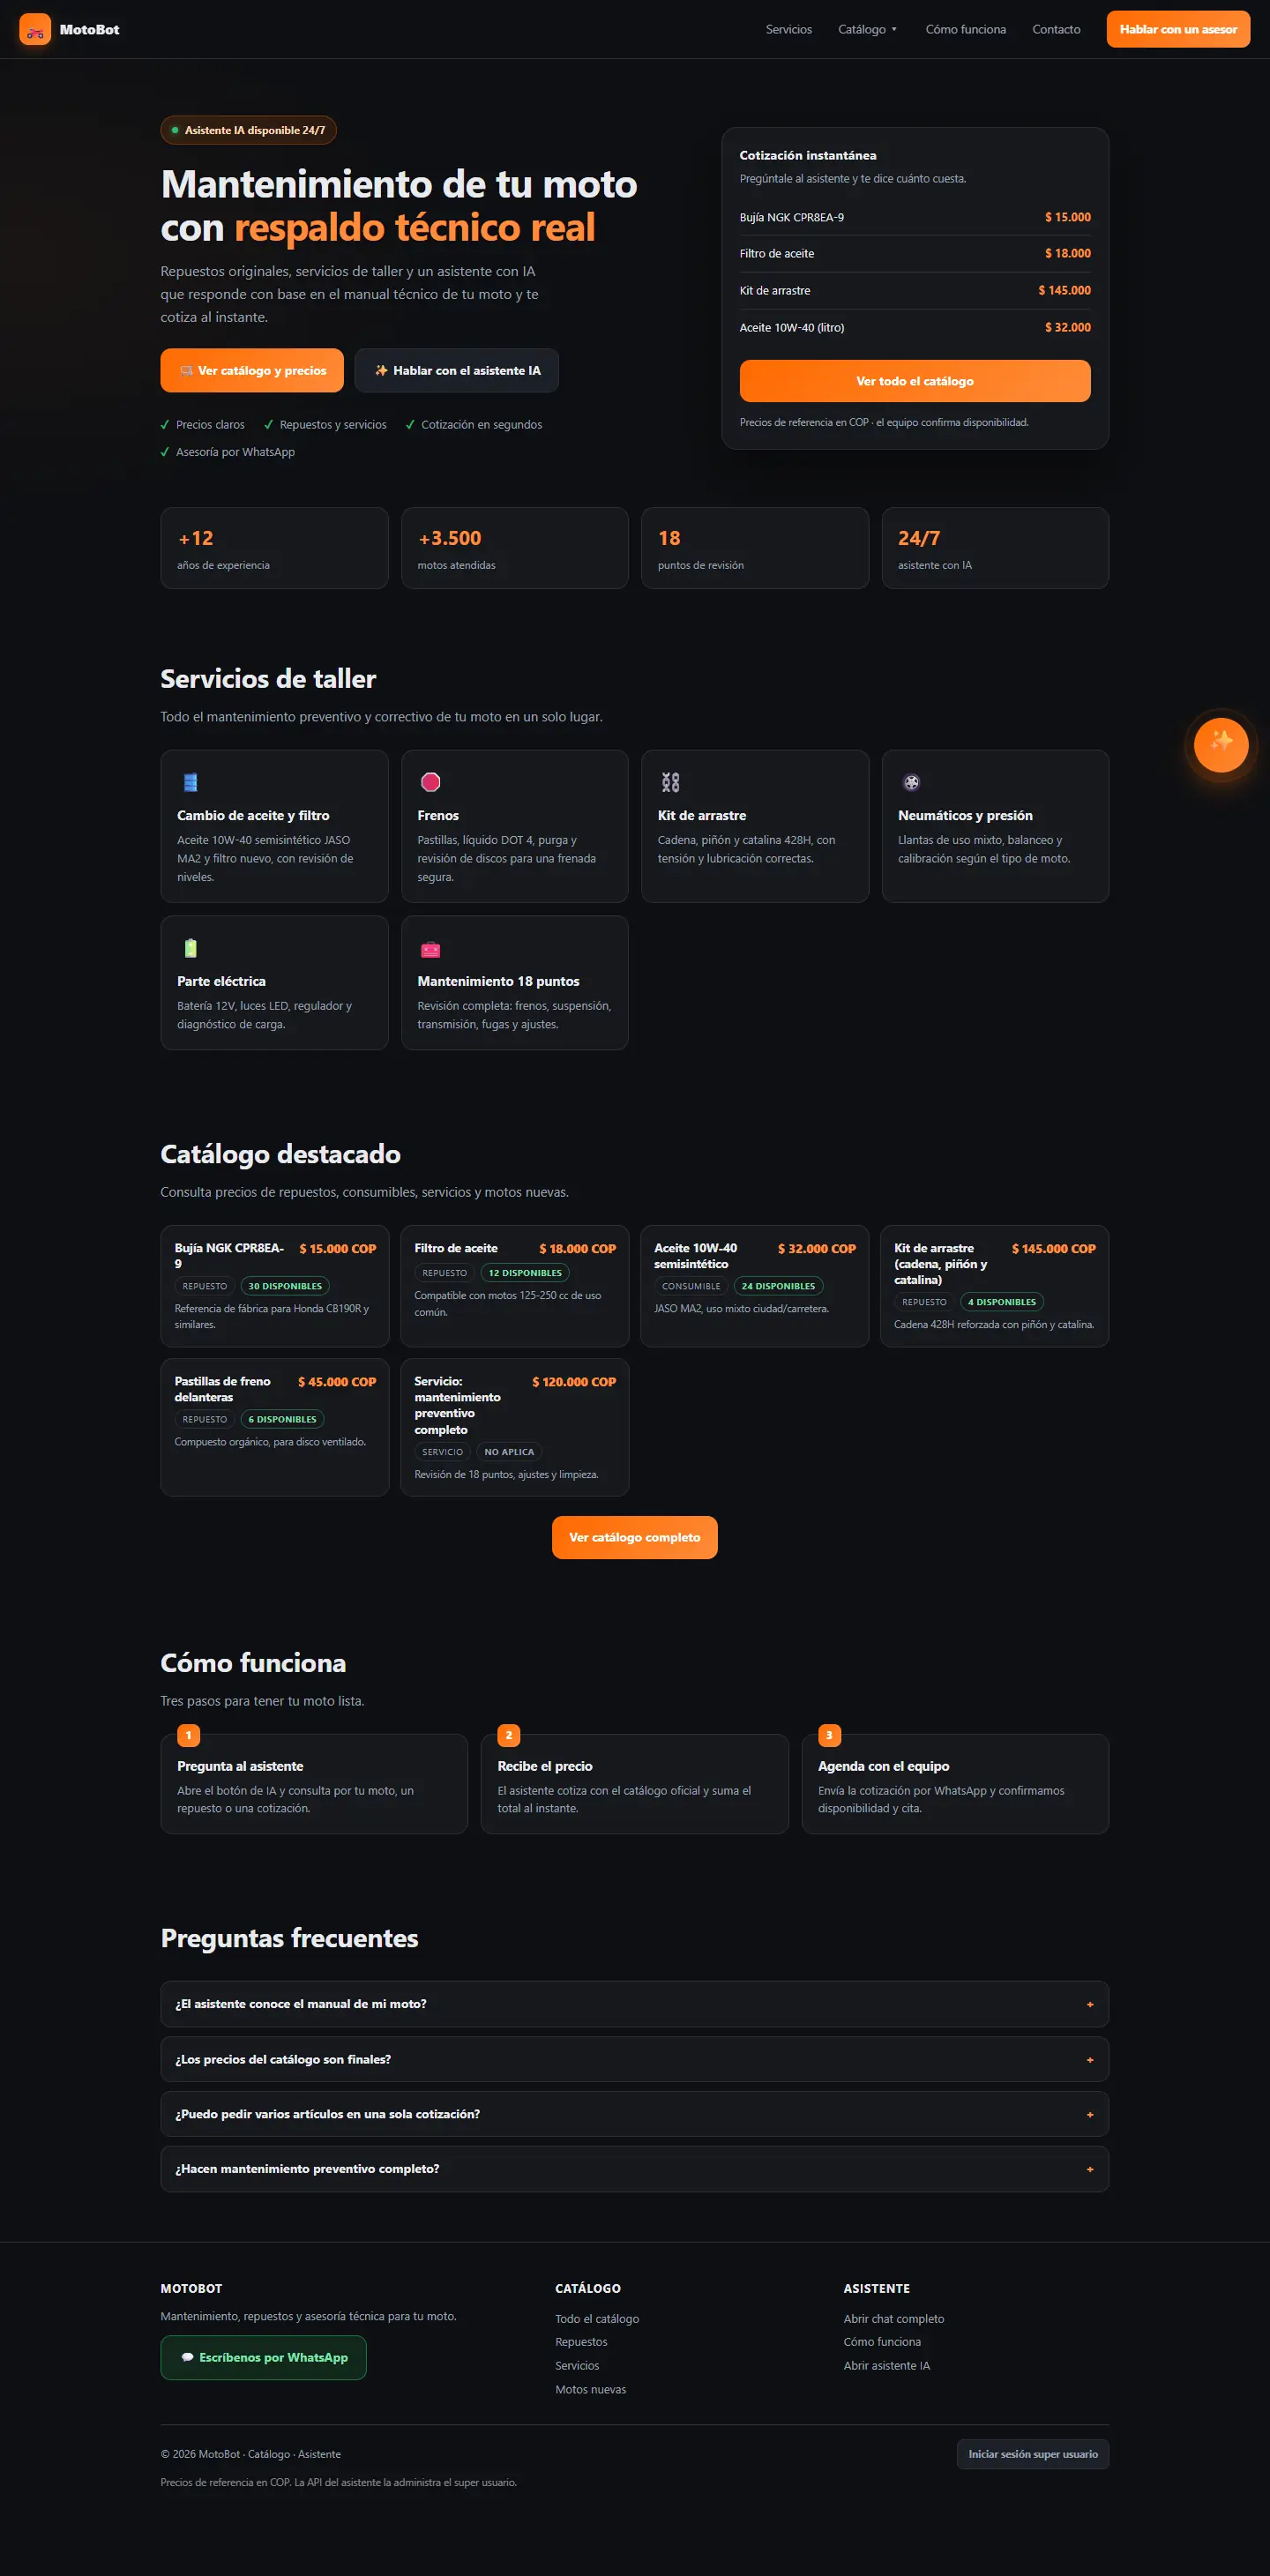 MotoBot
Servicios
Catálogo ▾
Cómo funciona
Contacto
Hablar con un asesor
Asistente IA disponible 24/7
Mantenimiento de tu moto
con respaldo técnico real
Repuestos originales, servicios de taller y un asistente con IA
que responde con base en el manual técnico de tu moto y te
cotiza al instante.
Ver catálogo y precios
Hablar con el asistente IA
✓ Precios claros
✓ Repuestos y servicios
✓ Cotización en segundos
✓ Asesoría por WhatsApp
Cotización instantánea
Pregúntale al asistente y te dice cuánto cuesta.
Bujía NGK CPR8EA-9 $ 15.000
Filtro de aceite $ 18.000
Kit de arrastre $ 145.000
Aceite 10W-40 (litro) $ 32.000
Ver todo el catálogo
Precios de referencia en COP · el equipo confirma disponibilidad.
+12
años de experiencia
+3.500
motos atendidas
18
puntos de revisión
24/7
asistente con IA
Servicios de taller
Todo el mantenimiento preventivo y correctivo de tu moto en un solo lugar.
Cambio de aceite y filtro
Aceite 10W-40 semisintético JASO
MA2 y filtro nuevo, con revisión de
niveles.
Frenos
Pastillas, líquido DOT 4, purga y
revisión de discos para una frenada
segura.
Kit de arrastre
Cadena, piñón y catalina 428H, con
tensión y lubricación correctas.
Neumáticos y presión
Llantas de uso mixto, balanceo y
calibración según el tipo de moto.
Parte eléctrica
Batería 12V, luces LED, regulador y
diagnóstico de carga.
Mantenimiento 18 puntos
Revisión completa: frenos, suspensión,
transmisión, fugas y ajustes.
Catálogo destacado
Consulta precios de repuestos, consumibles, servicios y motos nuevas.
Bujía NGK CPR8EA-
9
$ 15.000 COP
REPUESTO
30 DISPONIBLES
Referencia de fábrica para Honda CB190R y
similares.
Filtro de aceite
$ 18.000 COP
REPUESTO
12 DISPONIBLES
Compatible con motos 125-250 cc de uso
común.
Aceite 10W-40
semisintético
$ 32.000 COP
CONSUMIBLE
24 DISPONIBLES
JASO MA2, uso mixto ciudad/carretera.
Kit de arrastre
(cadena, piñón y
catalina)
$ 145.000 COP
REPUESTO
4 DISPONIBLES
Cadena 428H reforzada con piñón y catalina.
Pastillas de freno
delanteras
$ 45.000 COP
REPUESTO
6 DISPONIBLES
Compuesto orgánico, para disco ventilado.
Servicio:
mantenimiento
preventivo
completo
$ 120.000 COP
SERVICIO
NO APLICA
Revisión de 18 puntos, ajustes y limpieza.
Ver catálogo completo
Cómo funciona
Tres pasos para tener tu moto lista.
1
Pregunta al asistente
Abre el botón de IA y consulta por tu moto, un
repuesto o una cotización.
2
Recibe el precio
El asistente cotiza con el catálogo oficial y suma el
total al instante.
3
Agenda con el equipo
Envía la cotización por WhatsApp y confirmamos
disponibilidad y cita.
Preguntas frecuentes
¿El asistente conoce el manual de mi moto? +
¿Los precios del catálogo son finales? +
¿Puedo pedir varios artículos en una sola cotización? +
¿Hacen mantenimiento preventivo completo? +
MOTOBOT
Mantenimiento, repuestos y asesoría técnica para tu moto.
Escríbenos por WhatsApp
CATÁLOGO
Todo el catálogo
Repuestos
Servicios
Motos nuevas
ASISTENTE
Abrir chat completo
Cómo funciona
Abrir asistente IA
© 2026 MotoBot · Catálogo · Asistente
Iniciar sesión super usuario
Precios de referencia en COP. La API del asistente la administra el super usuario.